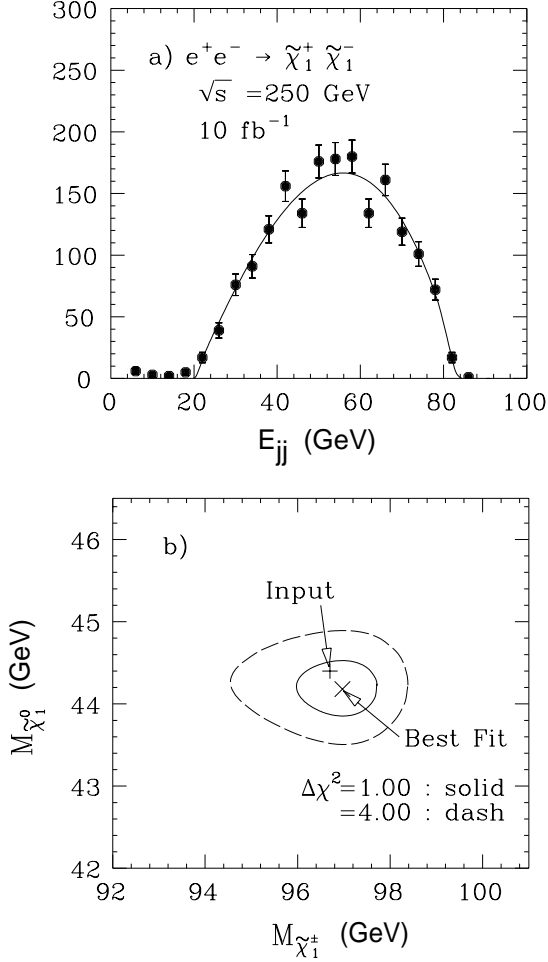 300
250
200
150
100
50
0
a) e⁺e⁻ → χ̃₁⁺ χ̃₁⁻
√s =250 GeV
10 fb⁻¹
0 20 40 60 80 100
E_jj (GeV)
46
45
44
43
42
M_χ̃₁⁰ (GeV)
b)
Input
Best Fit
Δχ²=1.00 : solid
=4.00 : dash
92 94 96 98 100
M_χ̃₁± (GeV)